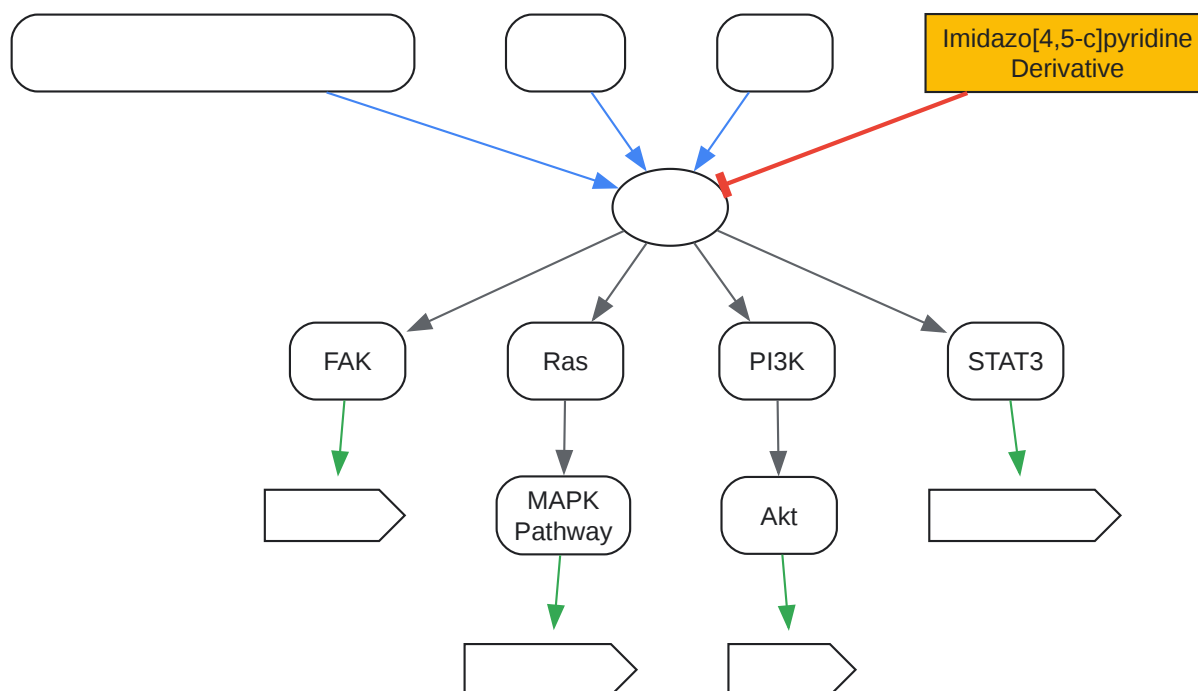 Imidazo[4,5-c]pyridine
Derivative
FAK
Ras
PI3K
STAT3
MAPK
Pathway
Akt